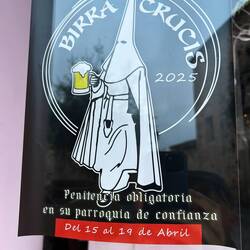 BIRRA CRUCIS
2025
Penitencia obligatoria
en su parroquia de confianza
Del 15 al 19 de Abril